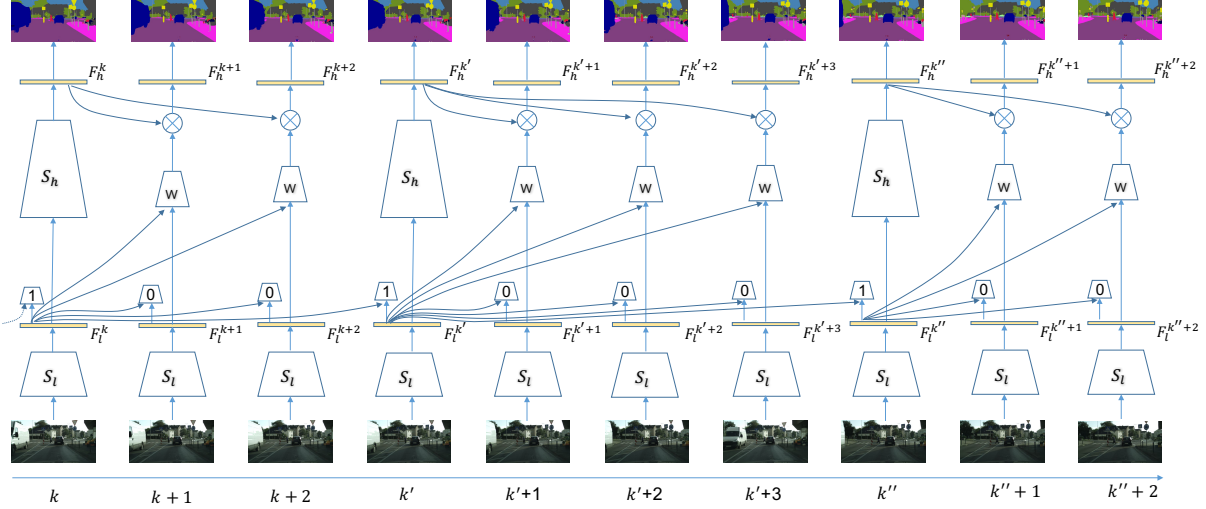 F_h^k F_h^{k+1} F_h^{k+2} F_h^{k'} F_h^{k'+1} F_h^{k'+2} F_h^{k'+3} F_h^{k''} F_h^{k''+1} F_h^{k''+2}
S_h w w S_h w w w S_h w w
1 0 0 1 0 0 0 1 0 0
F_l^k F_l^{k+1} F_l^{k+2} F_l^{k'} F_l^{k'+1} F_l^{k'+2} F_l^{k'+3} F_l^{k''} F_l^{k''+1} F_l^{k''+2}
S_l S_l S_l S_l S_l S_l S_l S_l S_l S_l
k k + 1 k + 2 k' k'+1 k'+2 k'+3 k'' k'' + 1 k'' + 2